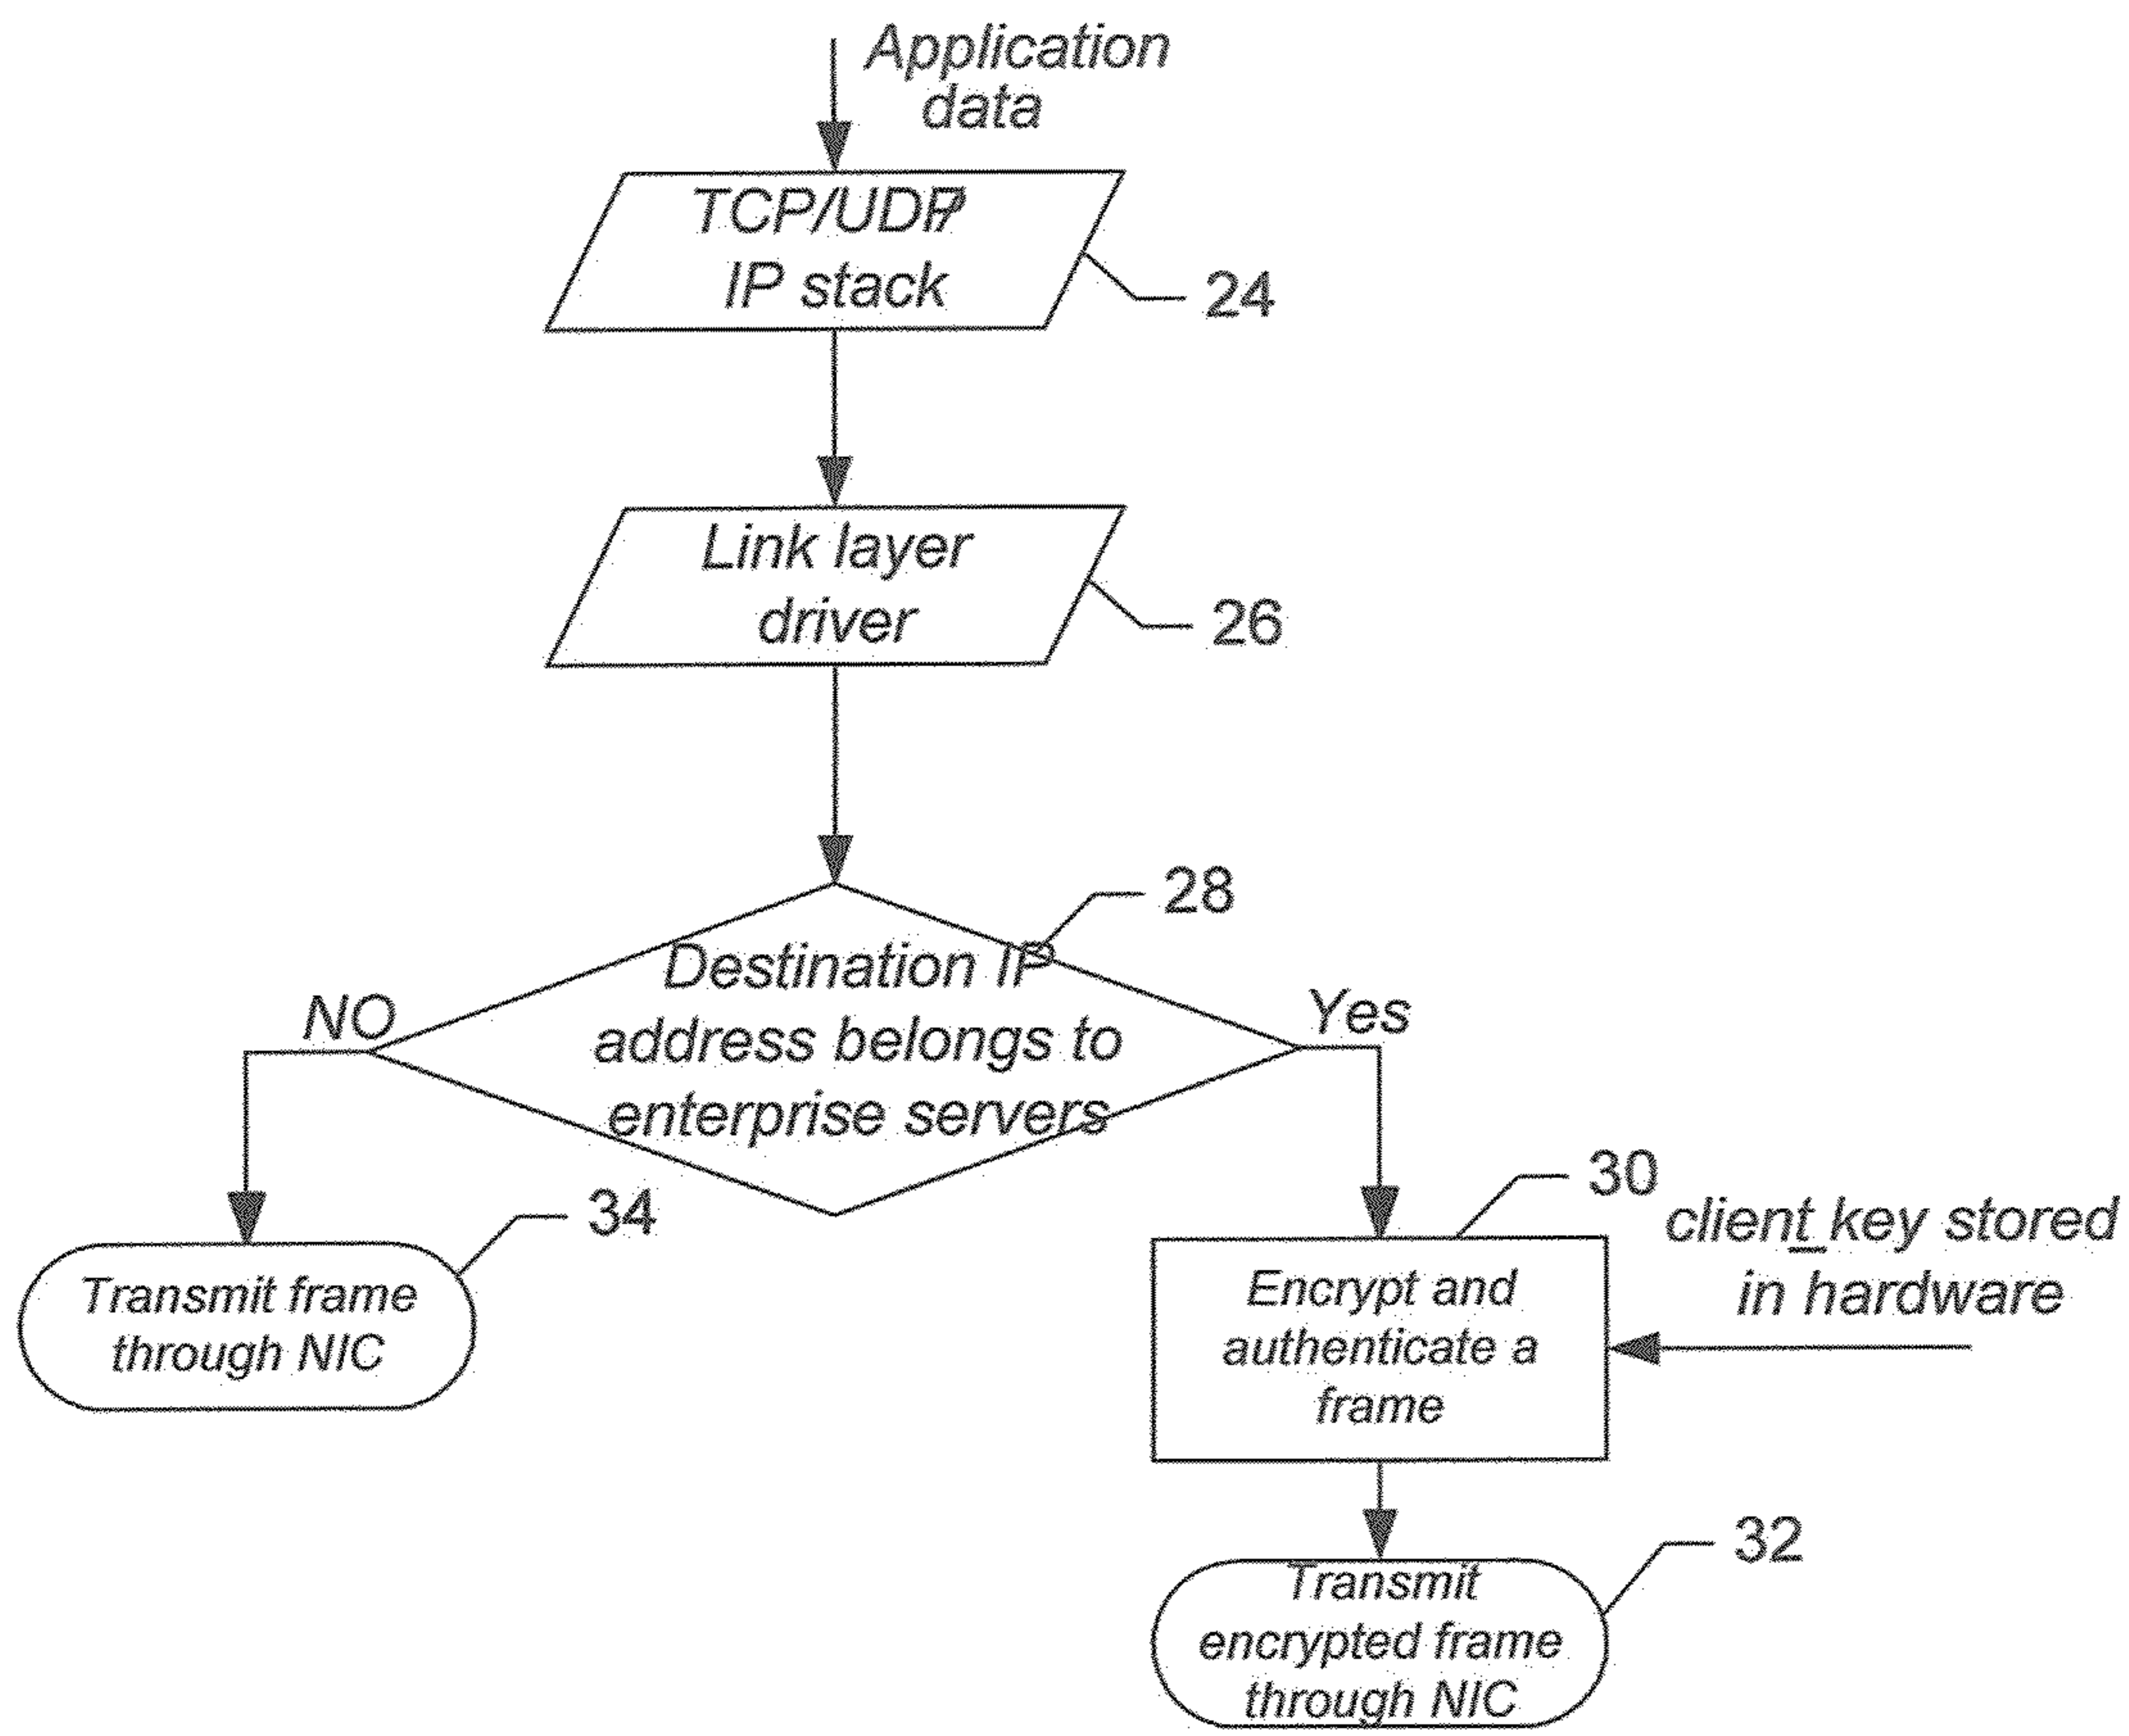 Application
data
TCP/UDP/
IP stack
24
Link layer
driver
26
28
Destination IP
address belongs to
enterprise servers
NO
Yes
34
Transmit frame
through NIC
30
client_key stored
in hardware
Encrypt and
authenticate a
frame
32
Transmit
encrypted frame
through NIC